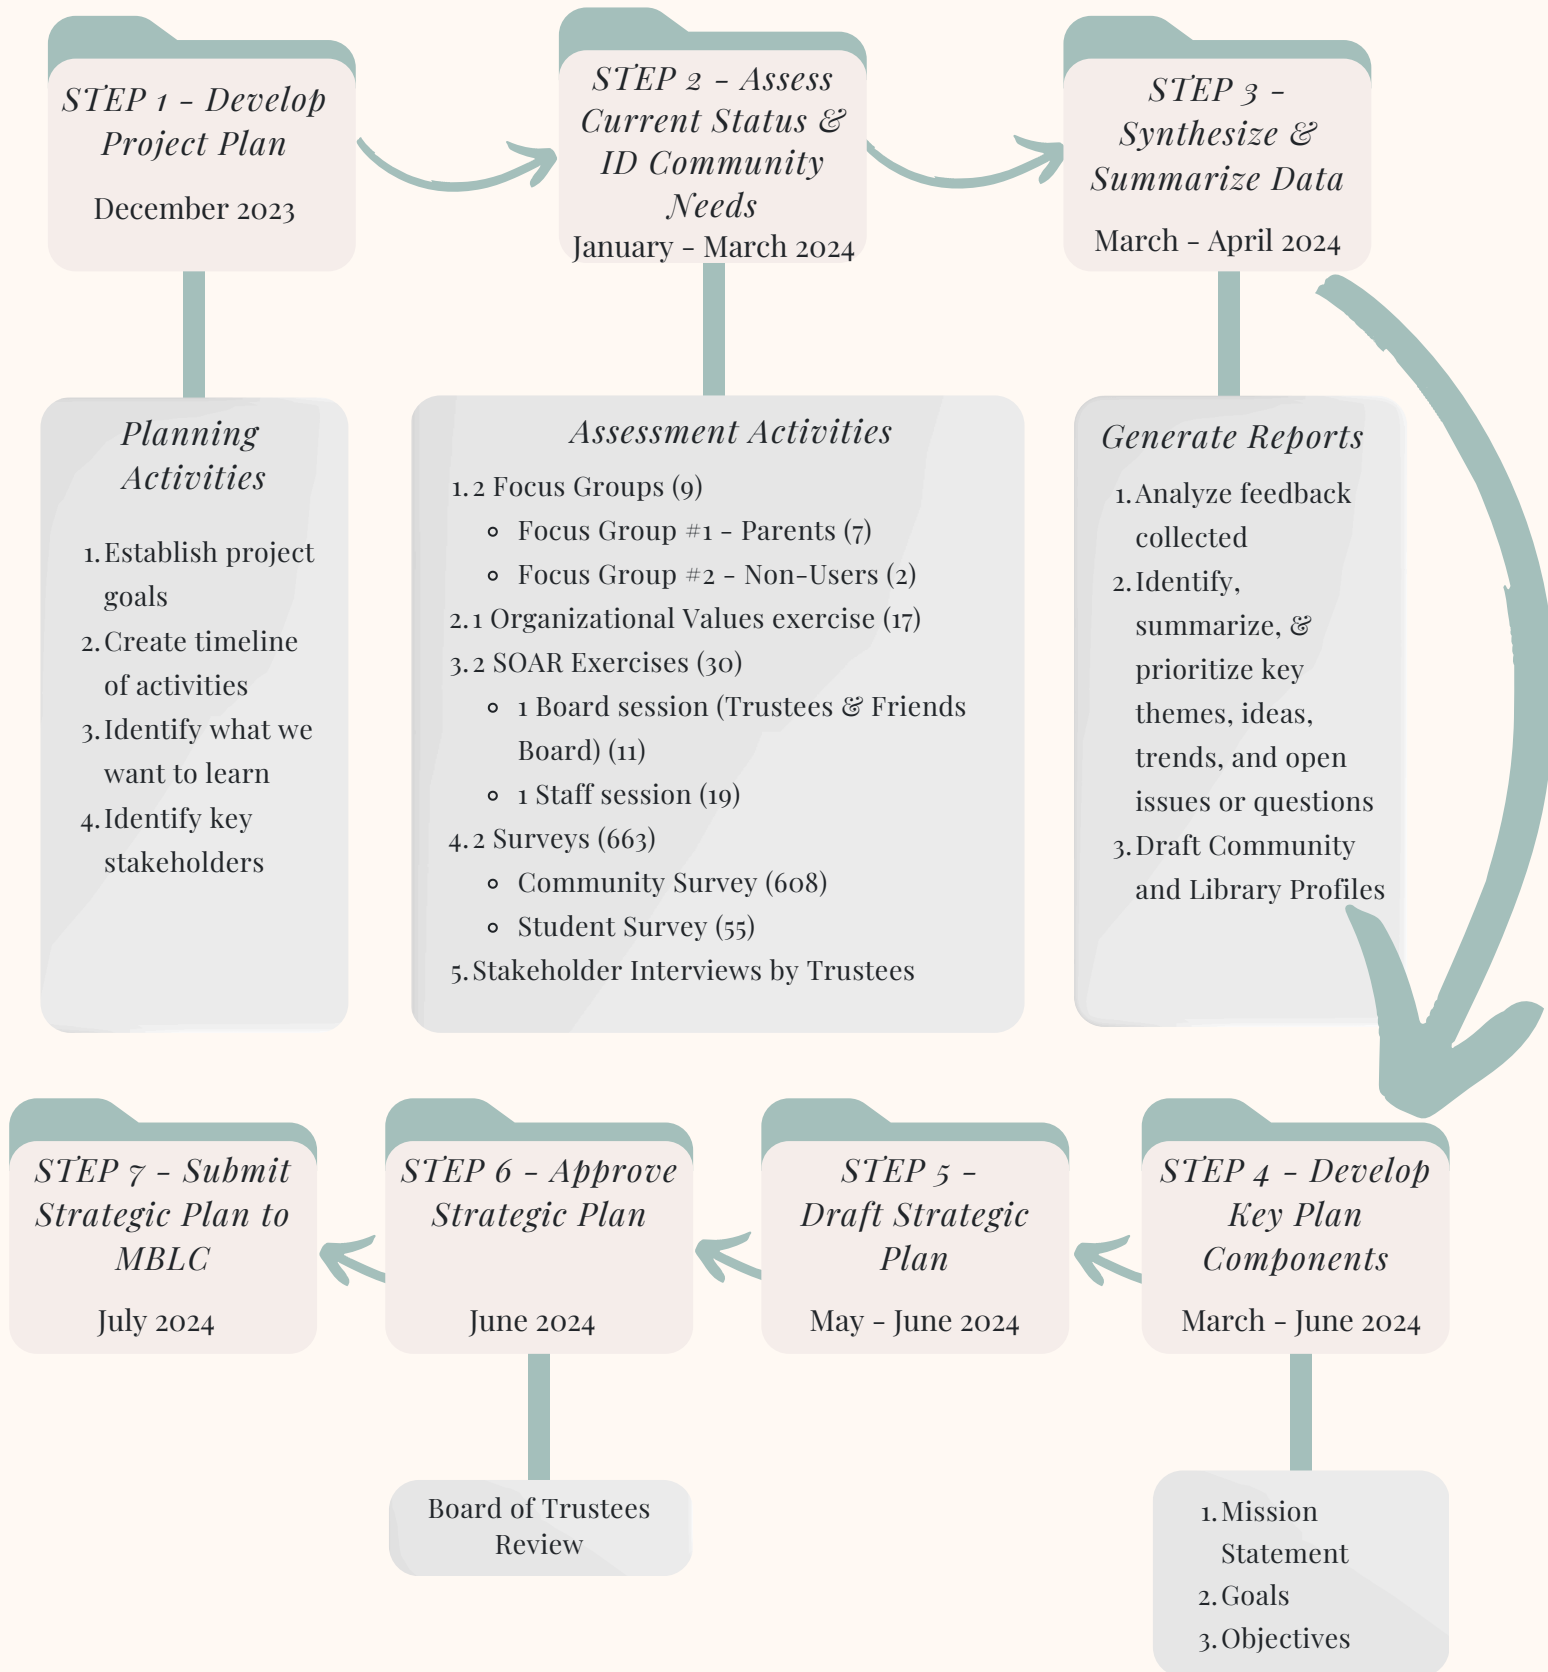 STEP 1 - Develop
Project Plan
December 2023
STEP 2 - Assess
Current Status &
ID Community
Needs
January - March 2024
STEP 3 -
Synthesize &
Summarize Data
March - April 2024
Planning
Activities
1. Establish project
goals
2. Create timeline
of activities
3. Identify what we
want to learn
4. Identify key
stakeholders
Assessment Activities
1. 2 Focus Groups (9)
Focus Group #1 - Parents (7)
Focus Group #2 - Non-Users (2)
2. 1 Organizational Values exercise (17)
3. 2 SOAR Exercises (30)
1 Board session (Trustees & Friends
Board) (11)
1 Staff session (19)
4. 2 Surveys (663)
Community Survey (608)
Student Survey (55)
5. Stakeholder Interviews by Trustees
Generate Reports
1. Analyze feedback
collected
2. Identify,
summarize, &
prioritize key
themes, ideas,
trends, and open
issues or questions
3. Draft Community
and Library Profiles
STEP 4 - Develop
Key Plan
Components
March - June 2024
1. Mission
Statement
2. Goals
3. Objectives
STEP 5 -
Draft Strategic
Plan
May - June 2024
STEP 6 - Approve
Strategic Plan
June 2024
Board of Trustees
Review
STEP 7 - Submit
Strategic Plan to
MBLC
July 2024